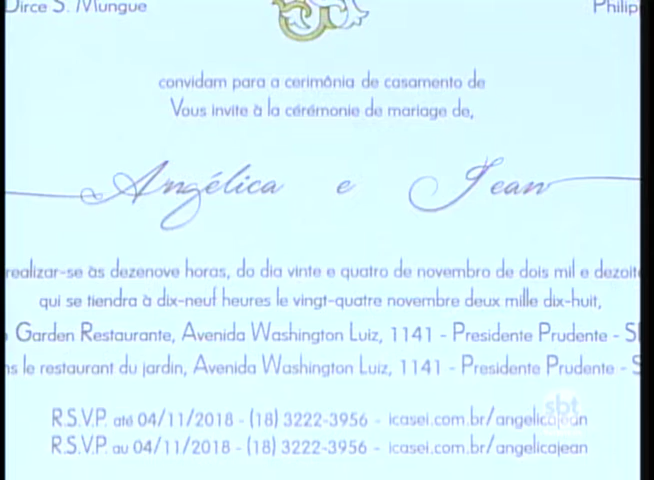 Dirce S. Mungue
Philip
convidam para a cerimônia de casamento de
Vous invite à la cérémonie de mariage de,
Angélica e Jean
realizar-se às dezenove horas, do dia vinte e quatro de novembro de dois mil e dezoito
qui se tiendra à dix-neuf heures le vingt-quatre novembre deux mille dix-huit,
Garden Restaurante, Avenida Washington Luiz, 1141 - Presidente Prudente - S
ns le restaurant du jardin, Avenida Washington Luiz, 1141 - Presidente Prudente - S
sbt
R.S.V.P. até 04/11/2018 - (18) 3222-3956 - icasei.com.br/angelicajean
R.S.V.P. au 04/11/2018 - (18) 3222-3956 - icasei.com.br/angelicajean